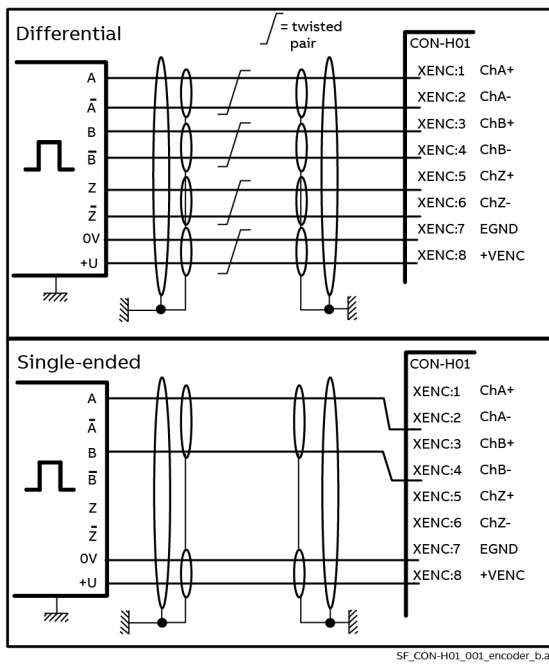 Differential
= twisted
pair
CON-H01
A
XENC:1 ChA+
A̅
XENC:2 ChA-
B
XENC:3 ChB+
B̅
XENC:4 ChB-
Z
XENC:5 ChZ+
Z̅
XENC:6 ChZ-
0V
XENC:7 EGND
+U
XENC:8 +VENC
Single-ended
CON-H01
A
XENC:1 ChA+
A̅
XENC:2 ChA-
B
XENC:3 ChB+
B̅
XENC:4 ChB-
Z
XENC:5 ChZ+
Z̅
XENC:6 ChZ-
0V
XENC:7 EGND
+U
XENC:8 +VENC
SF_CON-H01_001_encoder_b.a